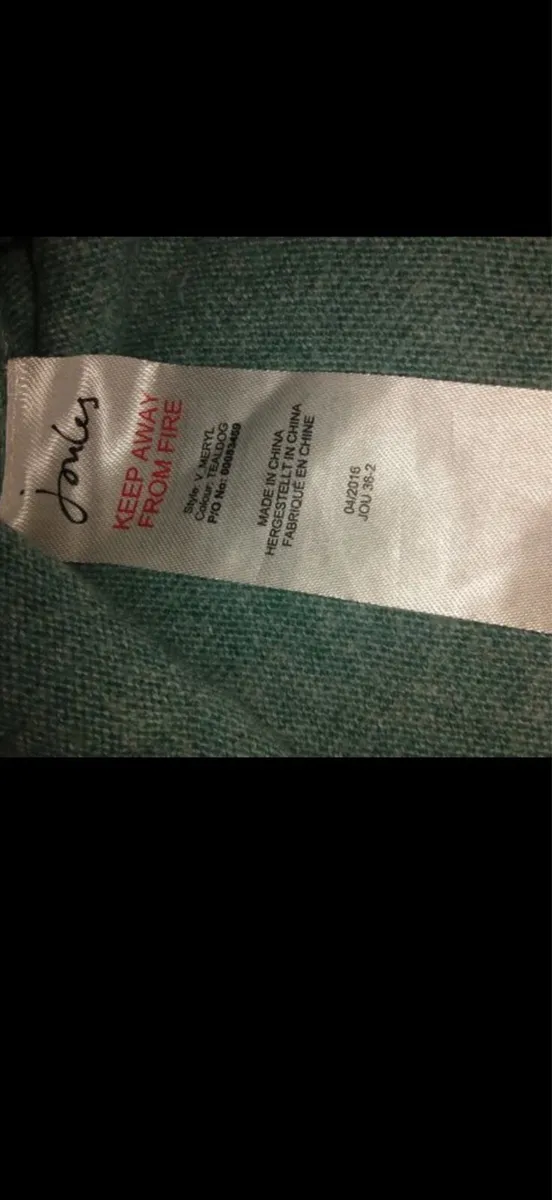 Joules
KEEP AWAY
FROM FIRE
Style: V_MERYL
Colour: TEALDOG
P/O No: 60083459
MADE IN CHINA
HERGESTELLT IN CHINA
FABRIQUÉ EN CHINE
04/2016
JOU 36-2